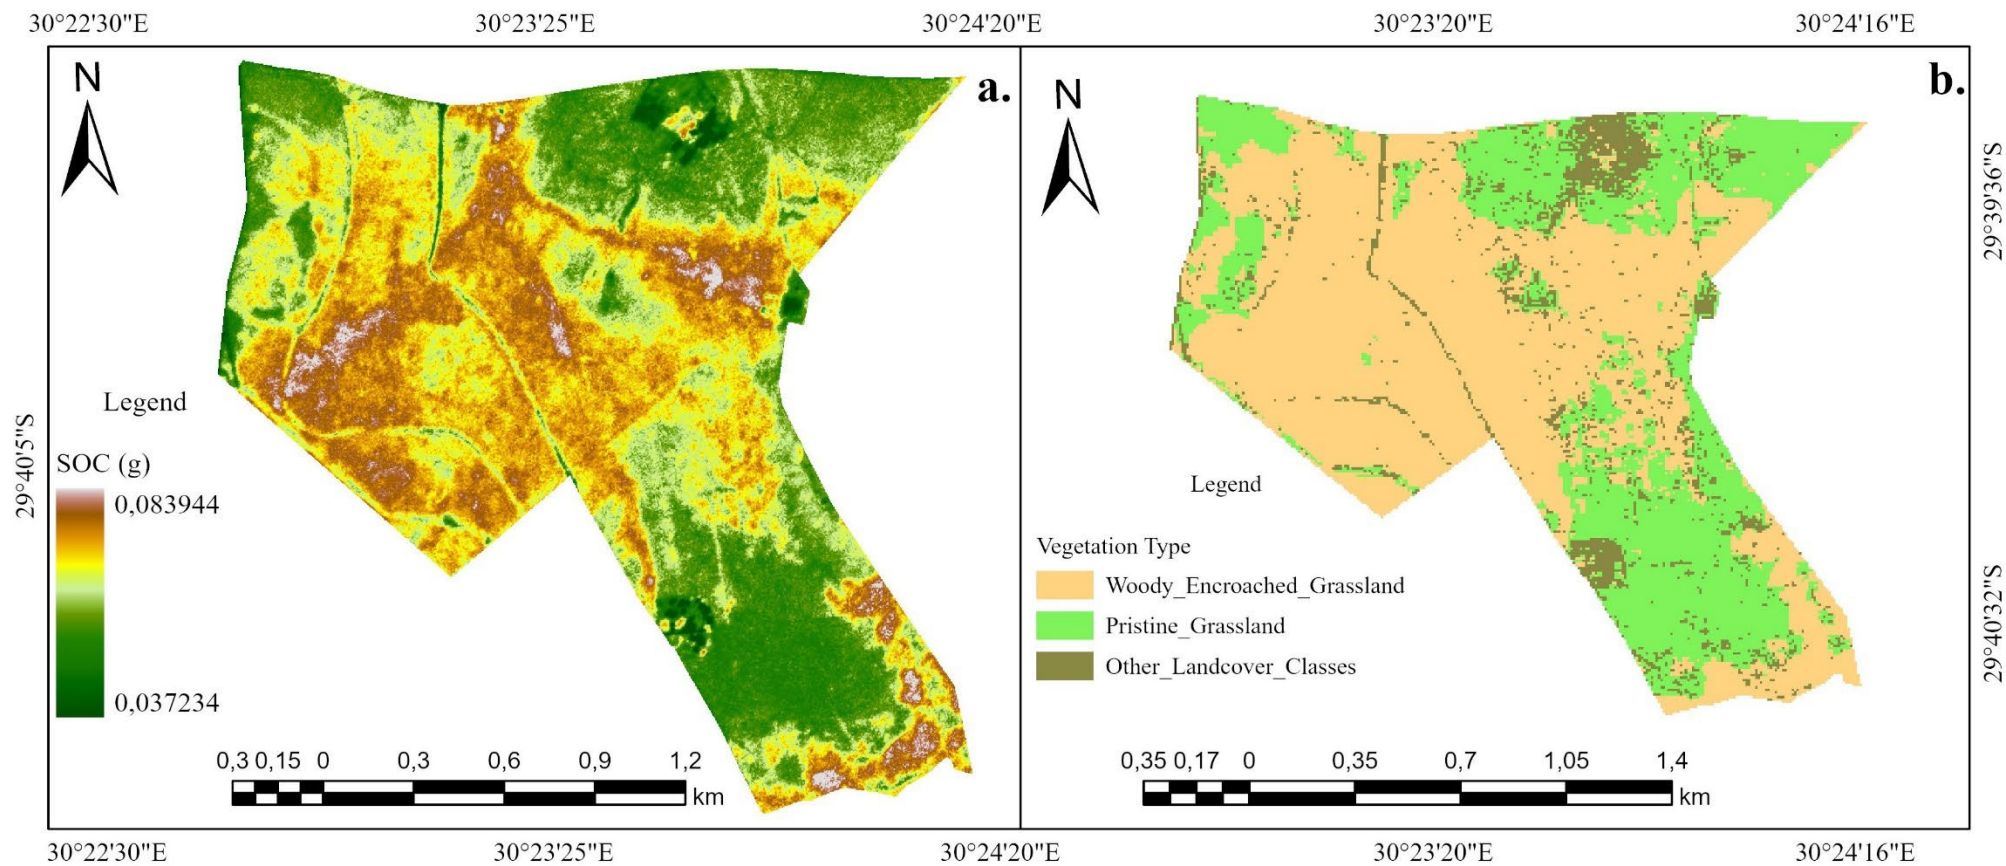 30°22'30"E 30°23'25"E 30°24'20"E 30°23'20"E 30°24'16"E
N
a.
29°40'5"S
Legend
SOC (g)
0,083944
0,037234
0,3 0,15 0 0,3 0,6 0,9 1,2
km
N
b.
29°39'36"S
29°40'32"S
Legend
Vegetation Type
Woody_Encroached_Grassland
Pristine_Grassland
Other_Landcover_Classes
0,35 0,17 0 0,35 0,7 1,05 1,4
km
30°22'30"E 30°23'25"E 30°24'20"E 30°23'20"E 30°24'16"E